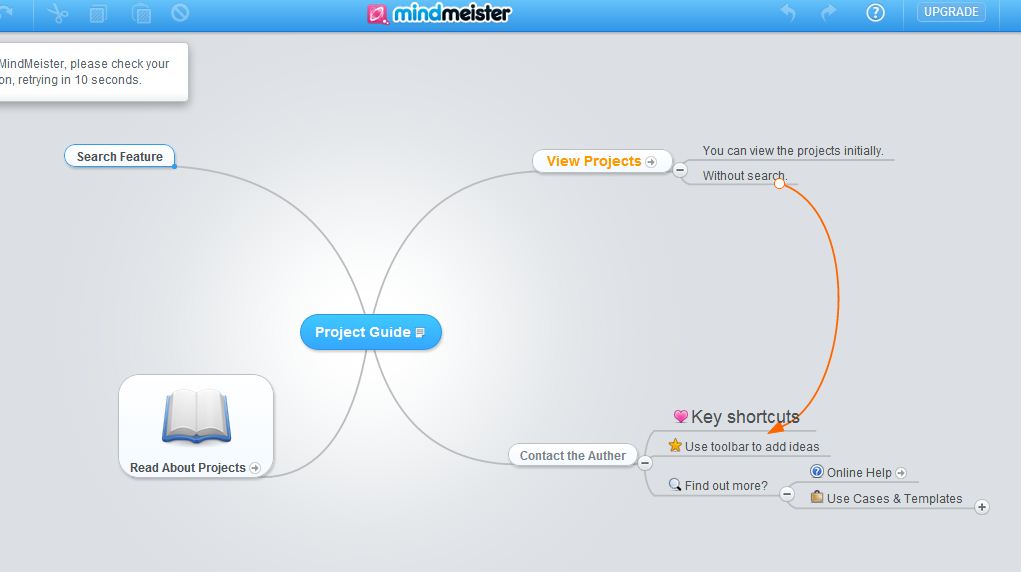 mindmeister
UPGRADE
MindMeister, please check your
on, retrying in 10 seconds.
Search Feature
View Projects
You can view the projects initially.
Without search.
Project Guide
Read About Projects
Contact the Auther
Key shortcuts
Use toolbar to add ideas
Find out more?
Online Help
Use Cases & Templates